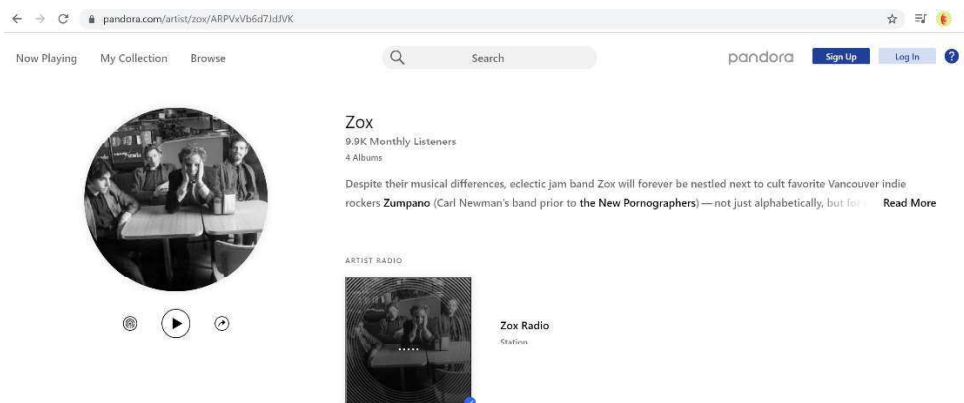 pandora.com/artist/zox/ARPVxVb6d7JdJVK
Now Playing My Collection Browse Search pandora Sign Up Log In ?
Zox
9.9K Monthly Listeners
4 Albums
Despite their musical differences, eclectic jam band Zox will forever be nestled next to cult favorite Vancouver indie
rockers Zumpano (Carl Newman's band prior to the New Pornographers) — not just alphabetically, but for Read More
ARTIST RADIO
Zox Radio
Station